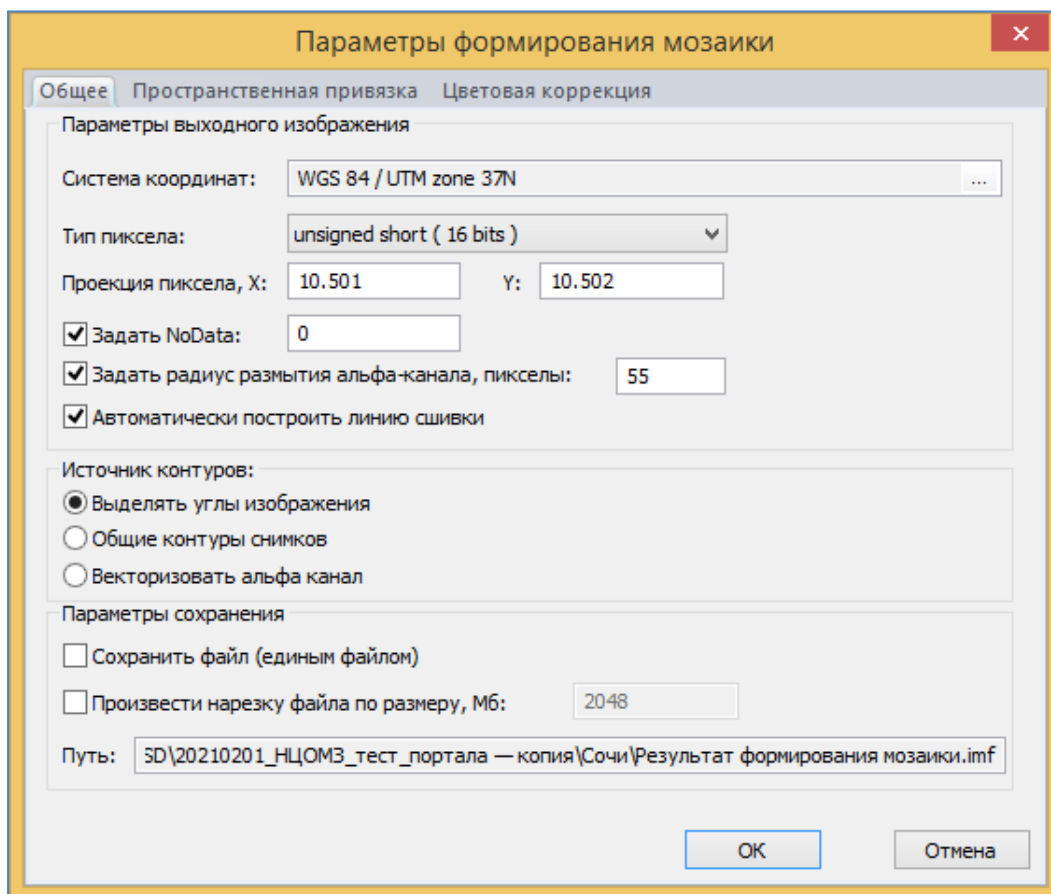 Параметры формирования мозаики
Общее Пространственная привязка Цветовая коррекция
Параметры выходного изображения
Система координат: WGS 84 / UTM zone 37N ...
Тип пиксела: unsigned short ( 16 bits )
Проекция пиксела, X: 10.501 Y: 10.502
Задать NoData: 0
Задать радиус размытия альфа-канала, пикселы: 55
Автоматически построить линию сшивки
Источник контуров:
Выделять углы изображения
Общие контуры снимков
Векторизовать альфа канал
Параметры сохранения
Сохранить файл (единым файлом)
Произвести нарезку файла по размеру, Мб: 2048
Путь: SD\20210201_НЦОМЗ_тест_портала — копия\Сочи\Результат формирования мозаики.imf
OK Отмена